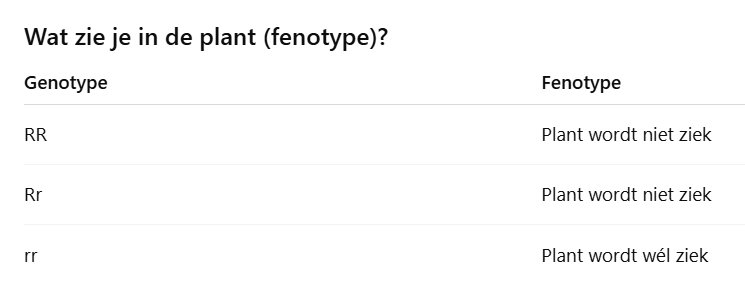 Wat zie je in de plant (fenotype)?
Genotype Fenotype
RR Plant wordt niet ziek
Rr Plant wordt niet ziek
rr Plant wordt wél ziek